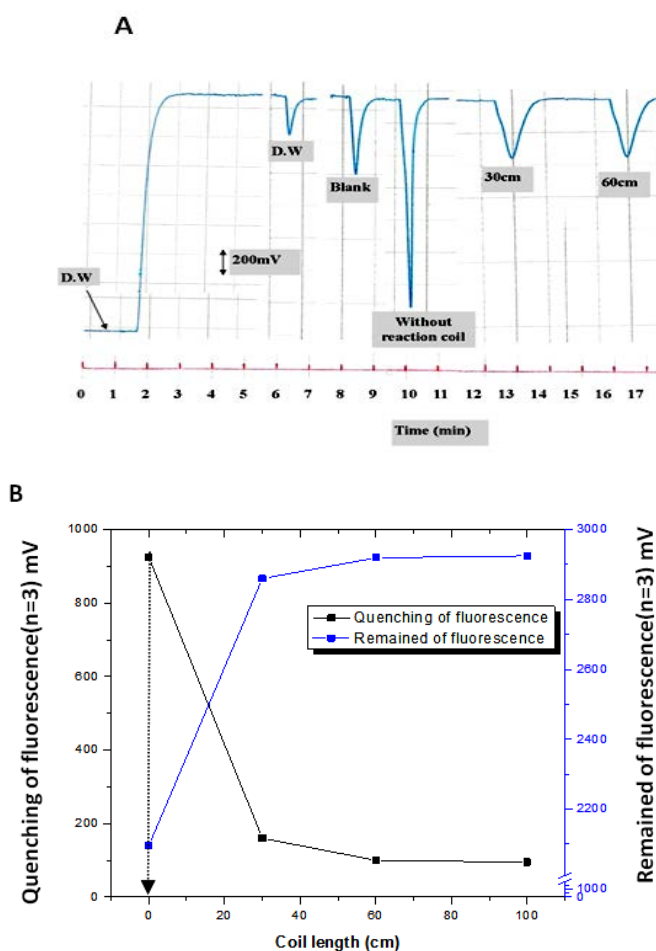 A
D.W
Blank
30cm
60cm
200mV
D.W
Without
reaction coil
0 1 2 3 4 5 6 7 8 9 10 11 12 13 14 15 16 17
Time (min)
B
Quenching of fluorescence(n=3) mV
1000
800
600
400
200
0
Quenching of fluorescence
Remained of fluorescence
3000
2800
2600
2400
2200
1000
0
Remained of fluorescence(n=3) mV
0 20 40 60 80 100
Coil length (cm)